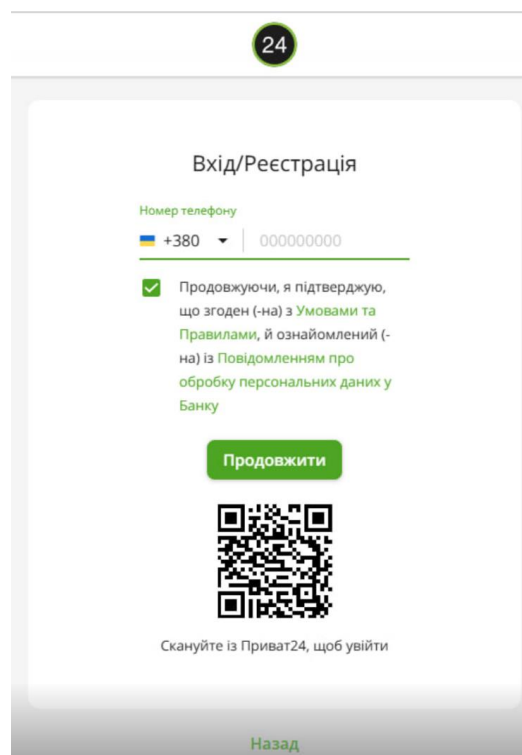 24
Вхід/Реєстрація
Номер телефону
+380 000000000
Продовжуючи, я підтверджую,
що згоден (-на) з Умовами та
Правилами, й ознайомлений (-
на) із Повідомленням про
обробку персональних даних у
Банку
Продовжити
Скануйте із Приват24, щоб увійти
Назад